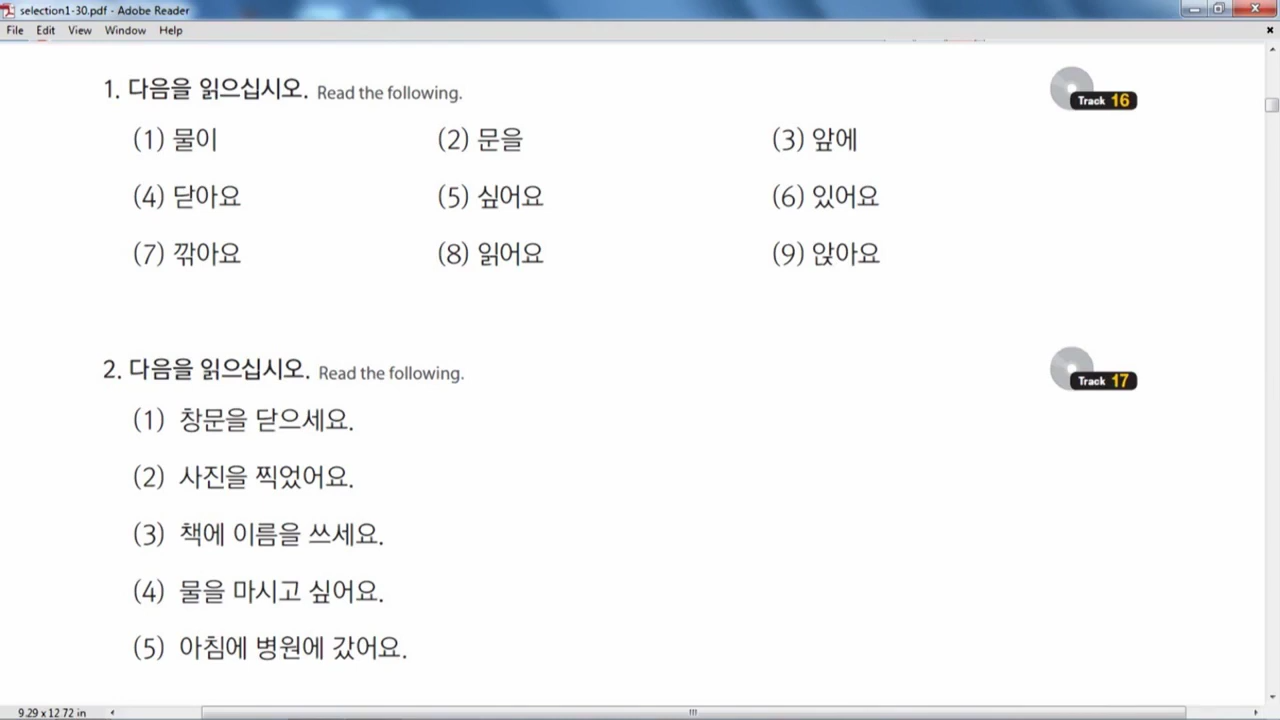 selection1-30.pdf - Adobe Reader
File Edit View Window Help
1. 다음을 읽으십시오. Read the following. Track 16
(1) 물이 (2) 문을 (3) 앞에
(4) 닫아요 (5) 싶어요 (6) 있어요
(7) 깎아요 (8) 읽어요 (9) 앉아요
2. 다음을 읽으십시오. Read the following. Track 17
(1) 창문을 닫으세요.
(2) 사진을 찍었어요.
(3) 책에 이름을 쓰세요.
(4) 물을 마시고 싶어요.
(5) 아침에 병원에 갔어요.
9.29 x 12.72 in